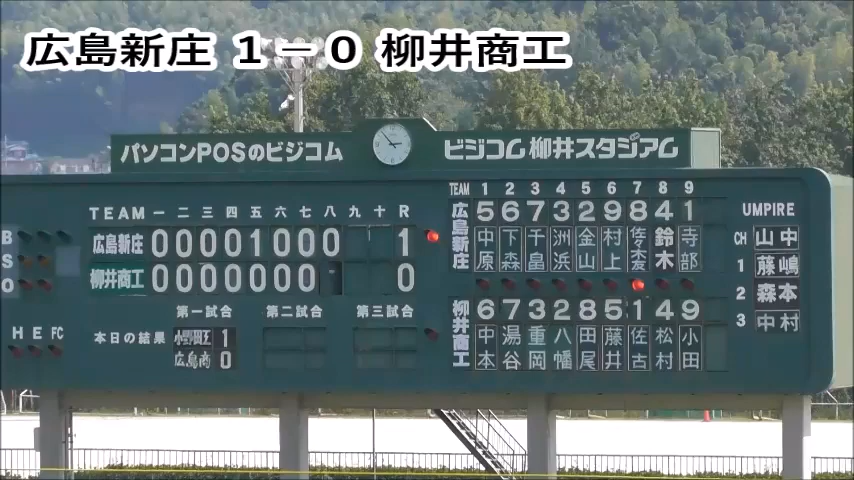 広島新庄 1－0 柳井商工
パソコンPOSのビジコム
ビジコム 柳井スタジアム
TEAM 一 二 三 四 五 六 七 八 九 十 R
広島新庄 0 0 0 0 1 0 0 0 1
柳井商工 0 0 0 0 0 0 0 0
第一試合 第二試合 第三試合
本日の結果
小野田工 1
広島商 0
B
S
O
H E FC
TEAM 1 2 3 4 5 6 7 8 9
広島新庄 5 6 7 3 2 9 8 4 1
中原 下森 千畠 洲浜 金山 村上 佐々木 鈴木 寺部
柳井商工 6 7 3 2 8 5 1 4 9
中本 湯谷 重岡 八幡 田尾 藤井 佐古 松村 小田
UMPIRE
CH 山中
1 藤嶋
2 森本
3 中村